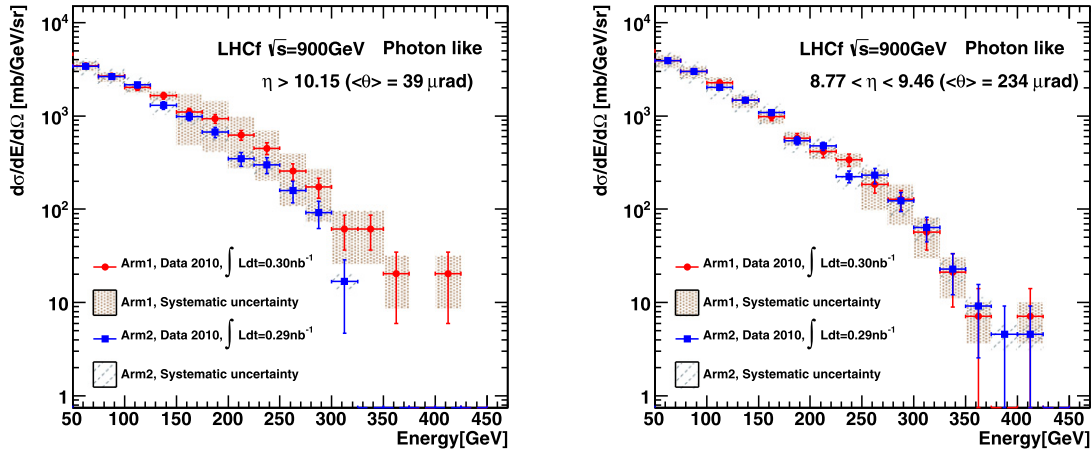 dσ/dE/dΩ [mb/GeV/sr]
10⁴
10³
10²
10
1
LHCf √s=900GeV Photon like
η > 10.15 (<θ> = 39 μrad)
Arm1, Data 2010, ∫ Ldt=0.30nb⁻¹
Arm1, Systematic uncertainty
Arm2, Data 2010, ∫ Ldt=0.29nb⁻¹
Arm2, Systematic uncertainty
50 100 150 200 250 300 350 400 450
Energy[GeV]
dσ/dE/dΩ [mb/GeV/sr]
10⁴
10³
10²
10
1
LHCf √s=900GeV Photon like
8.77 < η < 9.46 (<θ> = 234 μrad)
Arm1, Data 2010, ∫ Ldt=0.30nb⁻¹
Arm1, Systematic uncertainty
Arm2, Data 2010, ∫ Ldt=0.29nb⁻¹
Arm2, Systematic uncertainty
50 100 150 200 250 300 350 400 450
Energy[GeV]